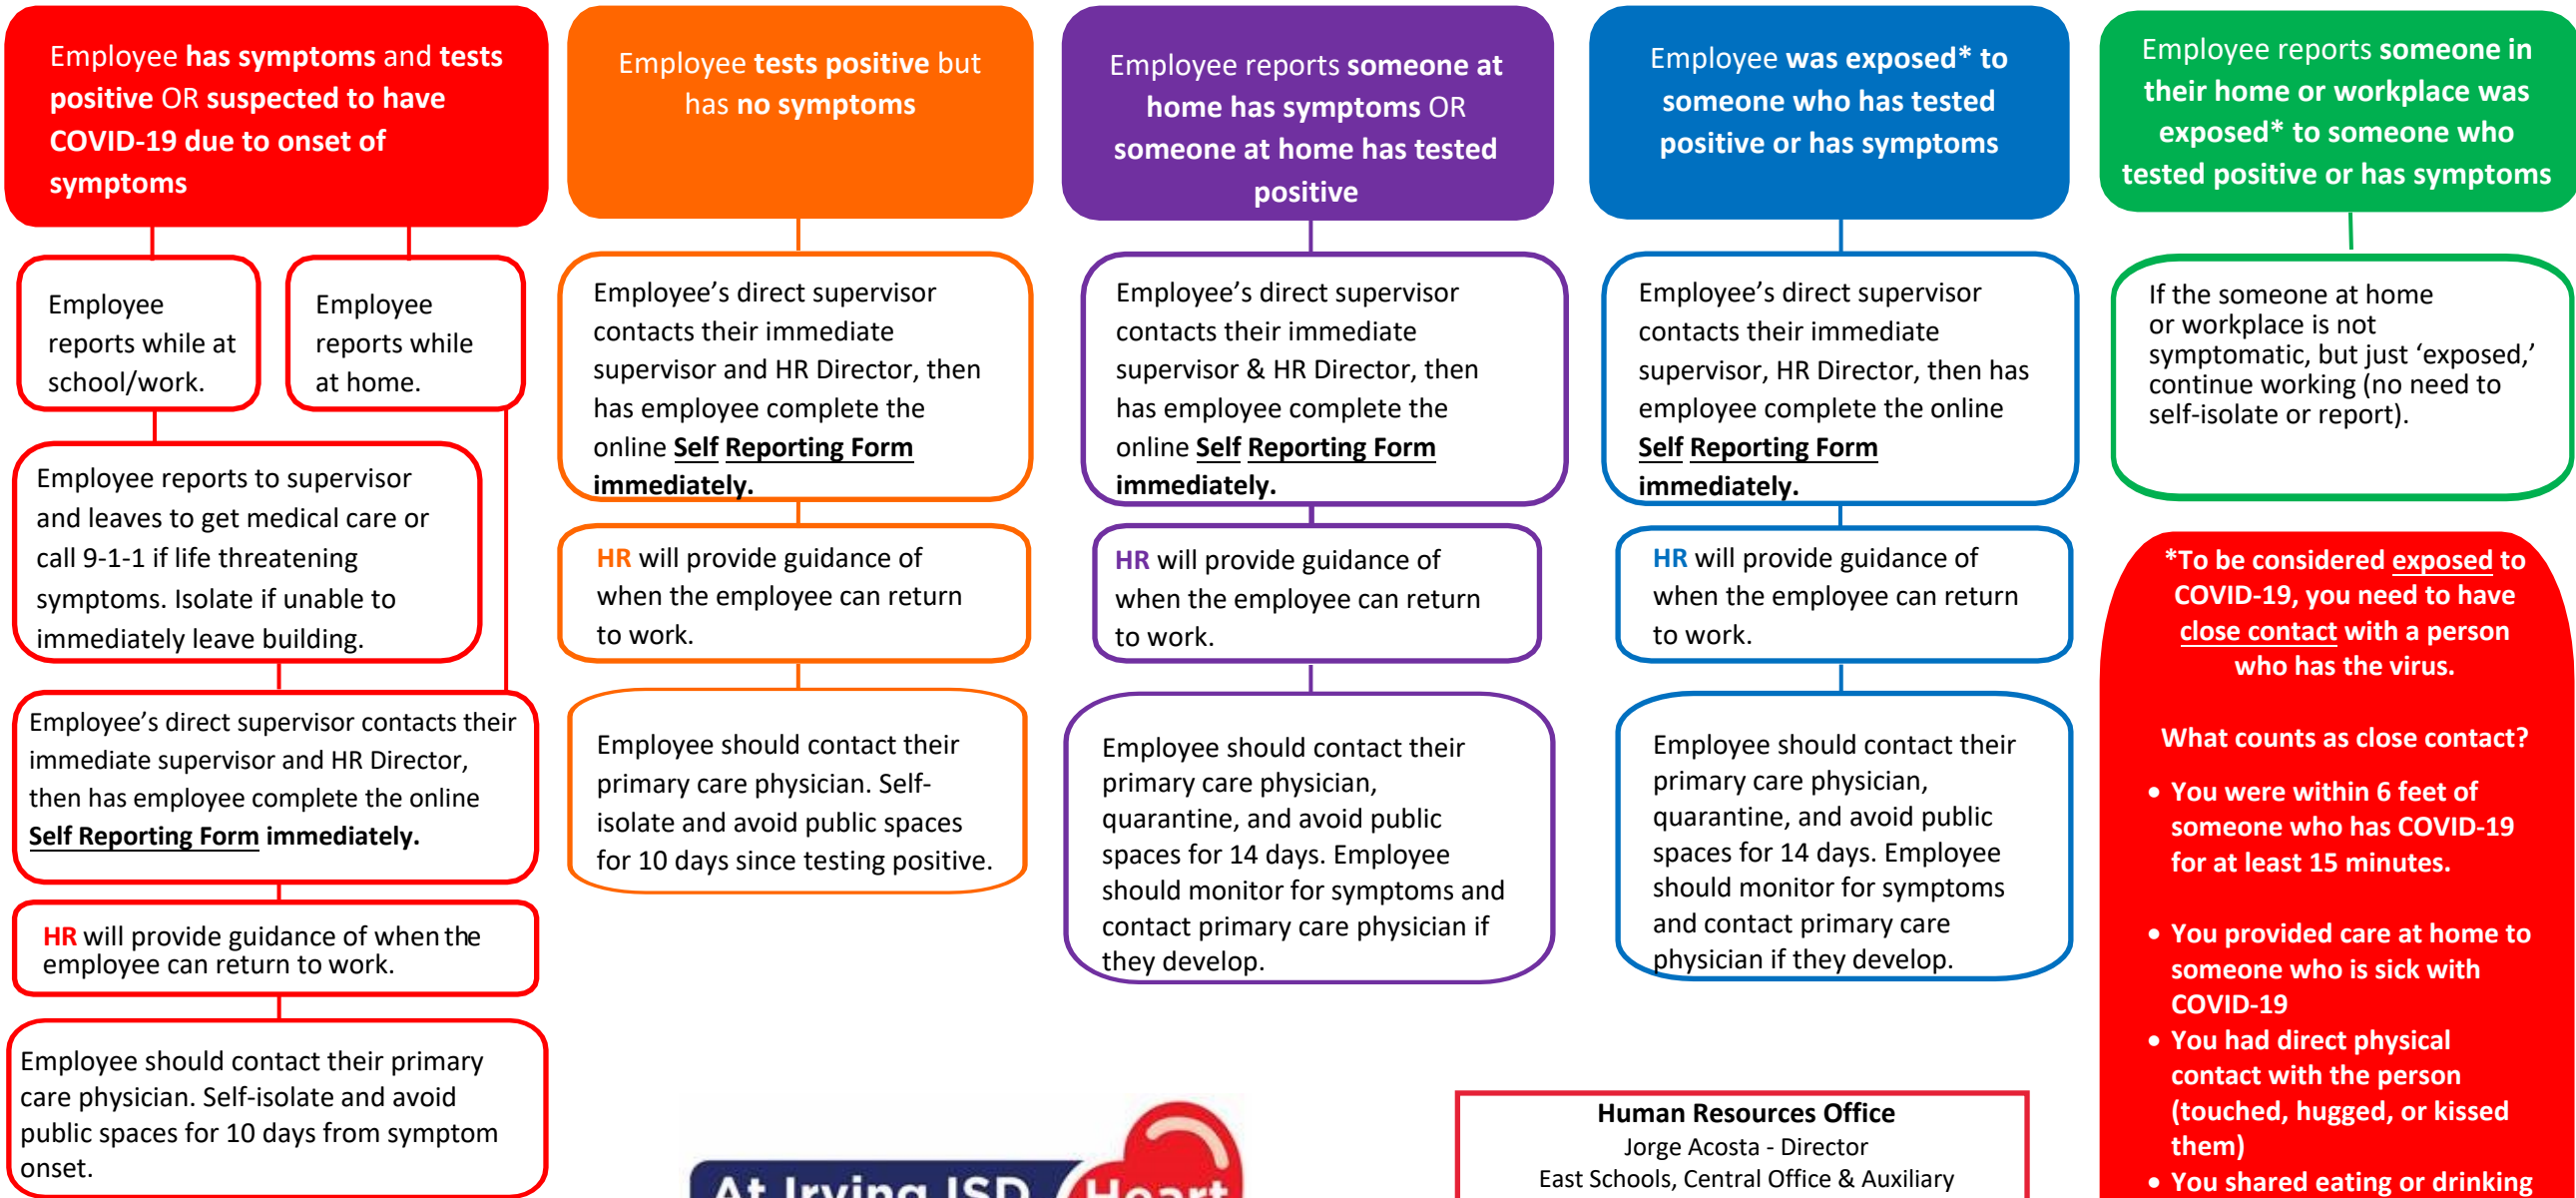 Employee has symptoms and tests
positive OR suspected to have
COVID-19 due to onset of
symptoms
Employee
reports while at
school/work.
Employee
reports while
at home.
Employee reports to supervisor
and leaves to get medical care or
call 9-1-1 if life threatening
symptoms. Isolate if unable to
immediately leave building.
Employee's direct supervisor contacts their
immediate supervisor and HR Director,
then has employee complete the online
Self Reporting Form immediately.
HR will provide guidance of when the
employee can return to work.
Employee should contact their primary
care physician. Self-isolate and avoid
public spaces for 10 days from symptom
onset.
Employee tests positive but
has no symptoms
Employee's direct supervisor
contacts their immediate
supervisor and HR Director, then
has employee complete the
online Self Reporting Form
immediately.
HR will provide guidance of
when the employee can return
to work.
Employee should contact their
primary care physician. Self-
isolate and avoid public spaces
for 10 days since testing positive.
Employee reports someone at
home has symptoms OR
someone at home has tested
positive
Employee's direct supervisor
contacts their immediate
supervisor & HR Director, then
has employee complete the
online Self Reporting Form
immediately.
HR will provide guidance of
when the employee can return
to work.
Employee should contact their
primary care physician,
quarantine, and avoid public
spaces for 14 days. Employee
should monitor for symptoms and
contact primary care physician if
they develop.
Employee was exposed* to
someone who has tested
positive or has symptoms
Employee's direct supervisor
contacts their immediate
supervisor, HR Director, then has
employee complete the online
Self Reporting Form
immediately.
HR will provide guidance of
when the employee can return
to work.
Employee should contact their
primary care physician,
quarantine, and avoid public
spaces for 14 days. Employee
should monitor for symptoms
and contact primary care
physician if they develop.
Employee reports someone in
their home or workplace was
exposed* to someone who
tested positive or has symptoms
If the someone at home
or workplace is not
symptomatic, but just 'exposed,'
continue working (no need to
self-isolate or report).
*To be considered exposed to
COVID-19, you need to have
close contact with a person
who has the virus.
What counts as close contact?
• You were within 6 feet of
someone who has COVID-19
for at least 15 minutes.
• You provided care at home to
someone who is sick with
COVID-19
• You had direct physical
contact with the person
(touched, hugged, or kissed
them)
• You shared eating or drinking
At Irving ISD
Heart
Human Resources Office
Jorge Acosta - Director
East Schools, Central Office & Auxiliary